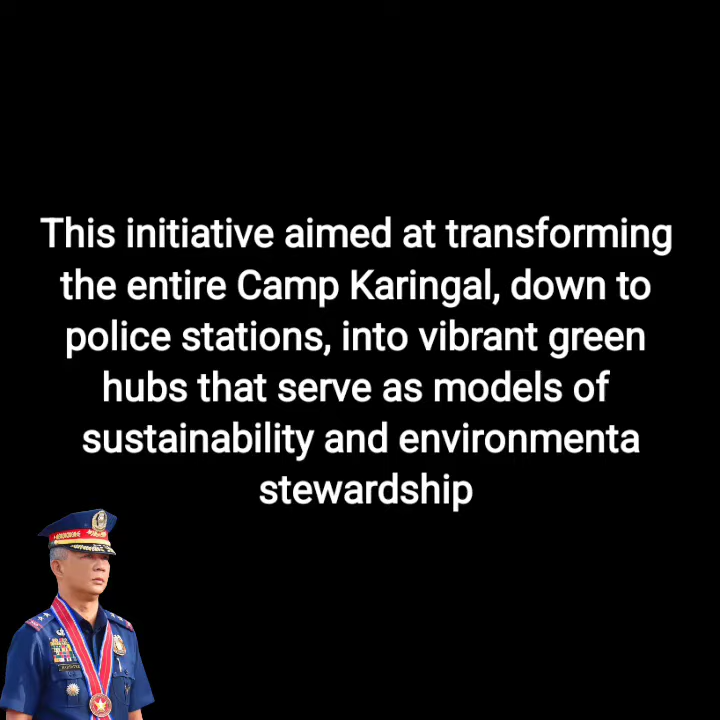 This initiative aimed at transforming
the entire Camp Karingal, down to
police stations, into vibrant green
hubs that serve as models of
sustainability and environmenta
stewardship